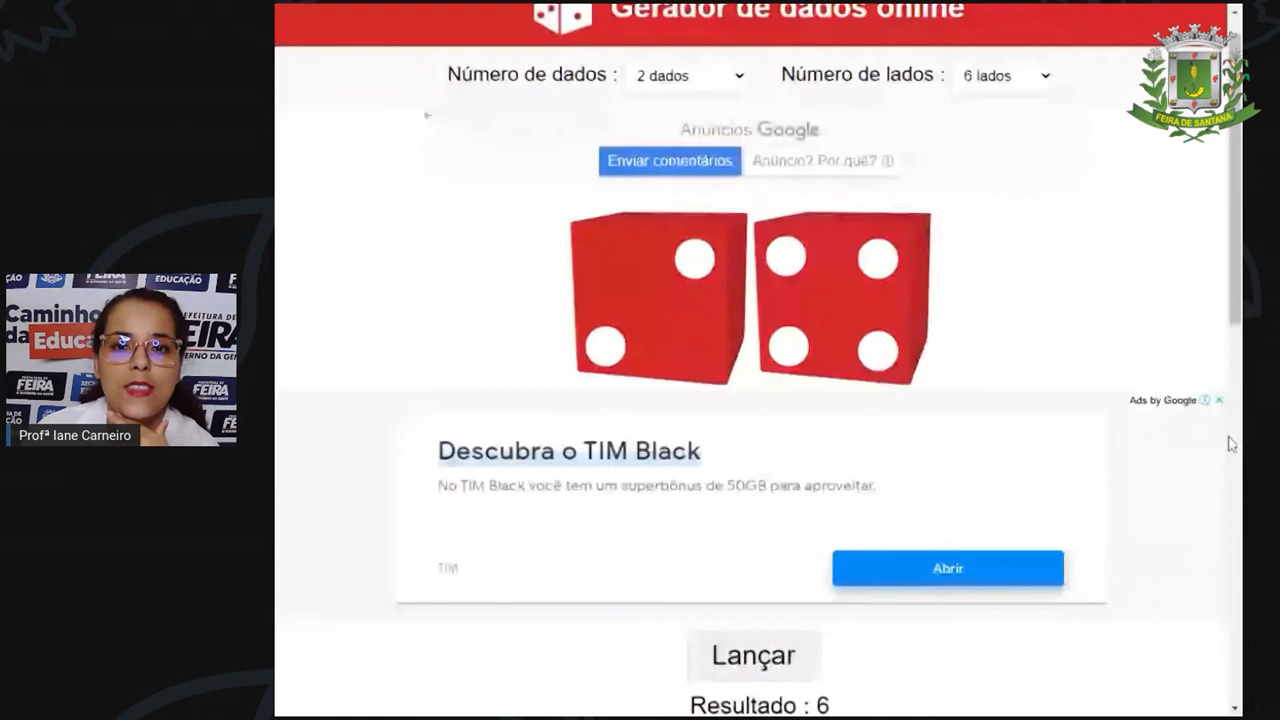 Gerador de dados online
Número de dados : 2 dados Número de lados : 6 lados
Anúncios Google
Enviar comentários Anúncio? Por quê?
Ads by Google
Descubra o TIM Black
No TIM Black você tem um superbônus de 50GB para aproveitar.
TIM Abrir
Lançar
Resultado : 6
FEIRA DE SANTANA
Caminho
da Educa
EDUCAÇÃO
FEIRA
FEIRA
Profª Iane Carneiro